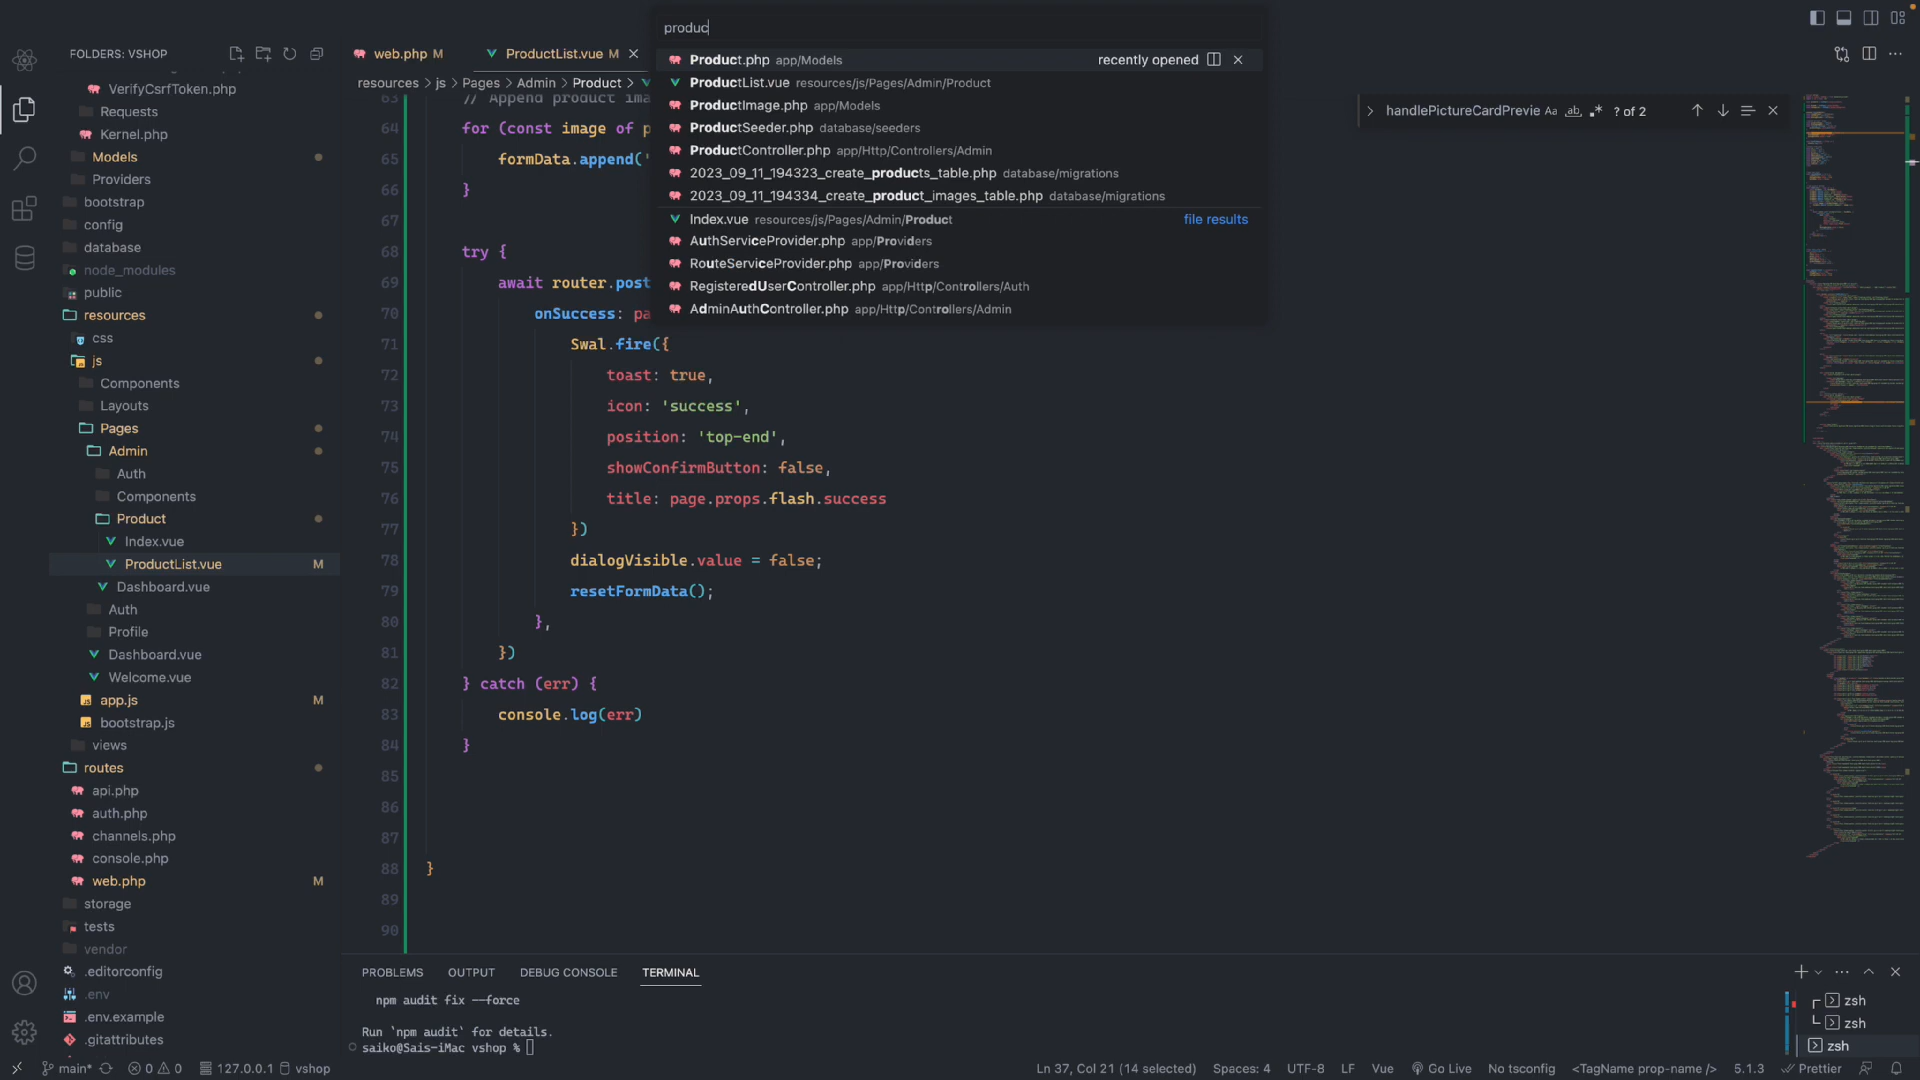 produc
FOLDERS: VSHOP
web.php M
ProductList.vue M
resources > js > Pages > Admin > Product >
Product.php app/Models recently opened
ProductList.vue resources/js/Pages/Admin/Product
ProductImage.php app/Models
ProductSeeder.php database/seeders
ProductController.php app/Http/Controllers/Admin
2023_09_11_194323_create_products_table.php database/migrations
2023_09_11_194334_create_product_images_table.php database/migrations
Index.vue resources/js/Pages/Admin/Product file results
AuthServiceProvider.php app/Providers
RouteServiceProvider.php app/Providers
RegisteredUserController.php app/Http/Controllers/Auth
AdminAuthController.php app/Http/Controllers/Admin
handlePictureCardPrevie Aa ab .* ? of 2
VerifyCsrfToken.php
Requests
Kernel.php
Models
Providers
bootstrap
config
database
node_modules
public
resources
css
js
Components
Layouts
Pages
Admin
Auth
Components
Product
Index.vue
ProductList.vue M
Dashboard.vue
Auth
Profile
Dashboard.vue
Welcome.vue
app.js M
bootstrap.js
views
routes
api.php
auth.php
channels.php
console.php
web.php M
storage
tests
vendor
.editorconfig
.env
.env.example
.gitattributes
63 // Append product ima
64 for (const image of p
65 formData.append('
66 }
67
68 try {
69 await router.post
70 onSuccess: pa
71 Swal.fire({
72 toast: true,
73 icon: 'success',
74 position: 'top-end',
75 showConfirmButton: false,
76 title: page.props.flash.success
77 })
78 dialogVisible.value = false;
79 resetFormData();
80 },
81 })
82 } catch (err) {
83 console.log(err)
84 }
85
86
87
88 }
89
90
PROBLEMS OUTPUT DEBUG CONSOLE TERMINAL
npm audit fix --force
Run `npm audit` for details.
saiko@Sais-iMac vshop %
zsh
zsh
zsh
main* 0 0 127.0.0.1 vshop Ln 37, Col 21 (14 selected) Spaces: 4 UTF-8 LF Vue Go Live No tsconfig <TagName prop-name /> 5.1.3 Prettier